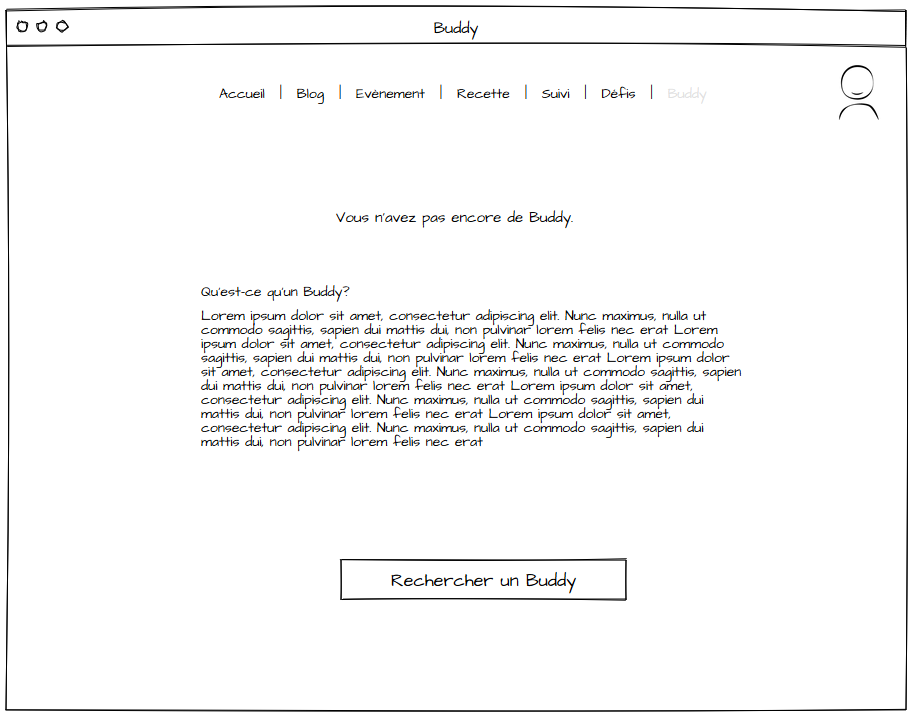 Buddy
Accueil | Blog | Evènement | Recette | Suivi | Défis | Buddy
Vous n'avez pas encore de Buddy.
Qu'est-ce qu'un Buddy?
Lorem ipsum dolor sit amet, consectetur adipiscing elit. Nunc maximus, nulla ut
commodo sagittis, sapien dui mattis dui, non pulvinar lorem felis nec erat Lorem
ipsum dolor sit amet, consectetur adipiscing elit. Nunc maximus, nulla ut commodo
sagittis, sapien dui mattis dui, non pulvinar lorem felis nec erat Lorem ipsum dolor
sit amet, consectetur adipiscing elit. Nunc maximus, nulla ut commodo sagittis, sapien
dui mattis dui, non pulvinar lorem felis nec erat Lorem ipsum dolor sit amet,
consectetur adipiscing elit. Nunc maximus, nulla ut commodo sagittis, sapien dui
mattis dui, non pulvinar lorem felis nec erat Lorem ipsum dolor sit amet,
consectetur adipiscing elit. Nunc maximus, nulla ut commodo sagittis, sapien dui
mattis dui, non pulvinar lorem felis nec erat
Rechercher un Buddy